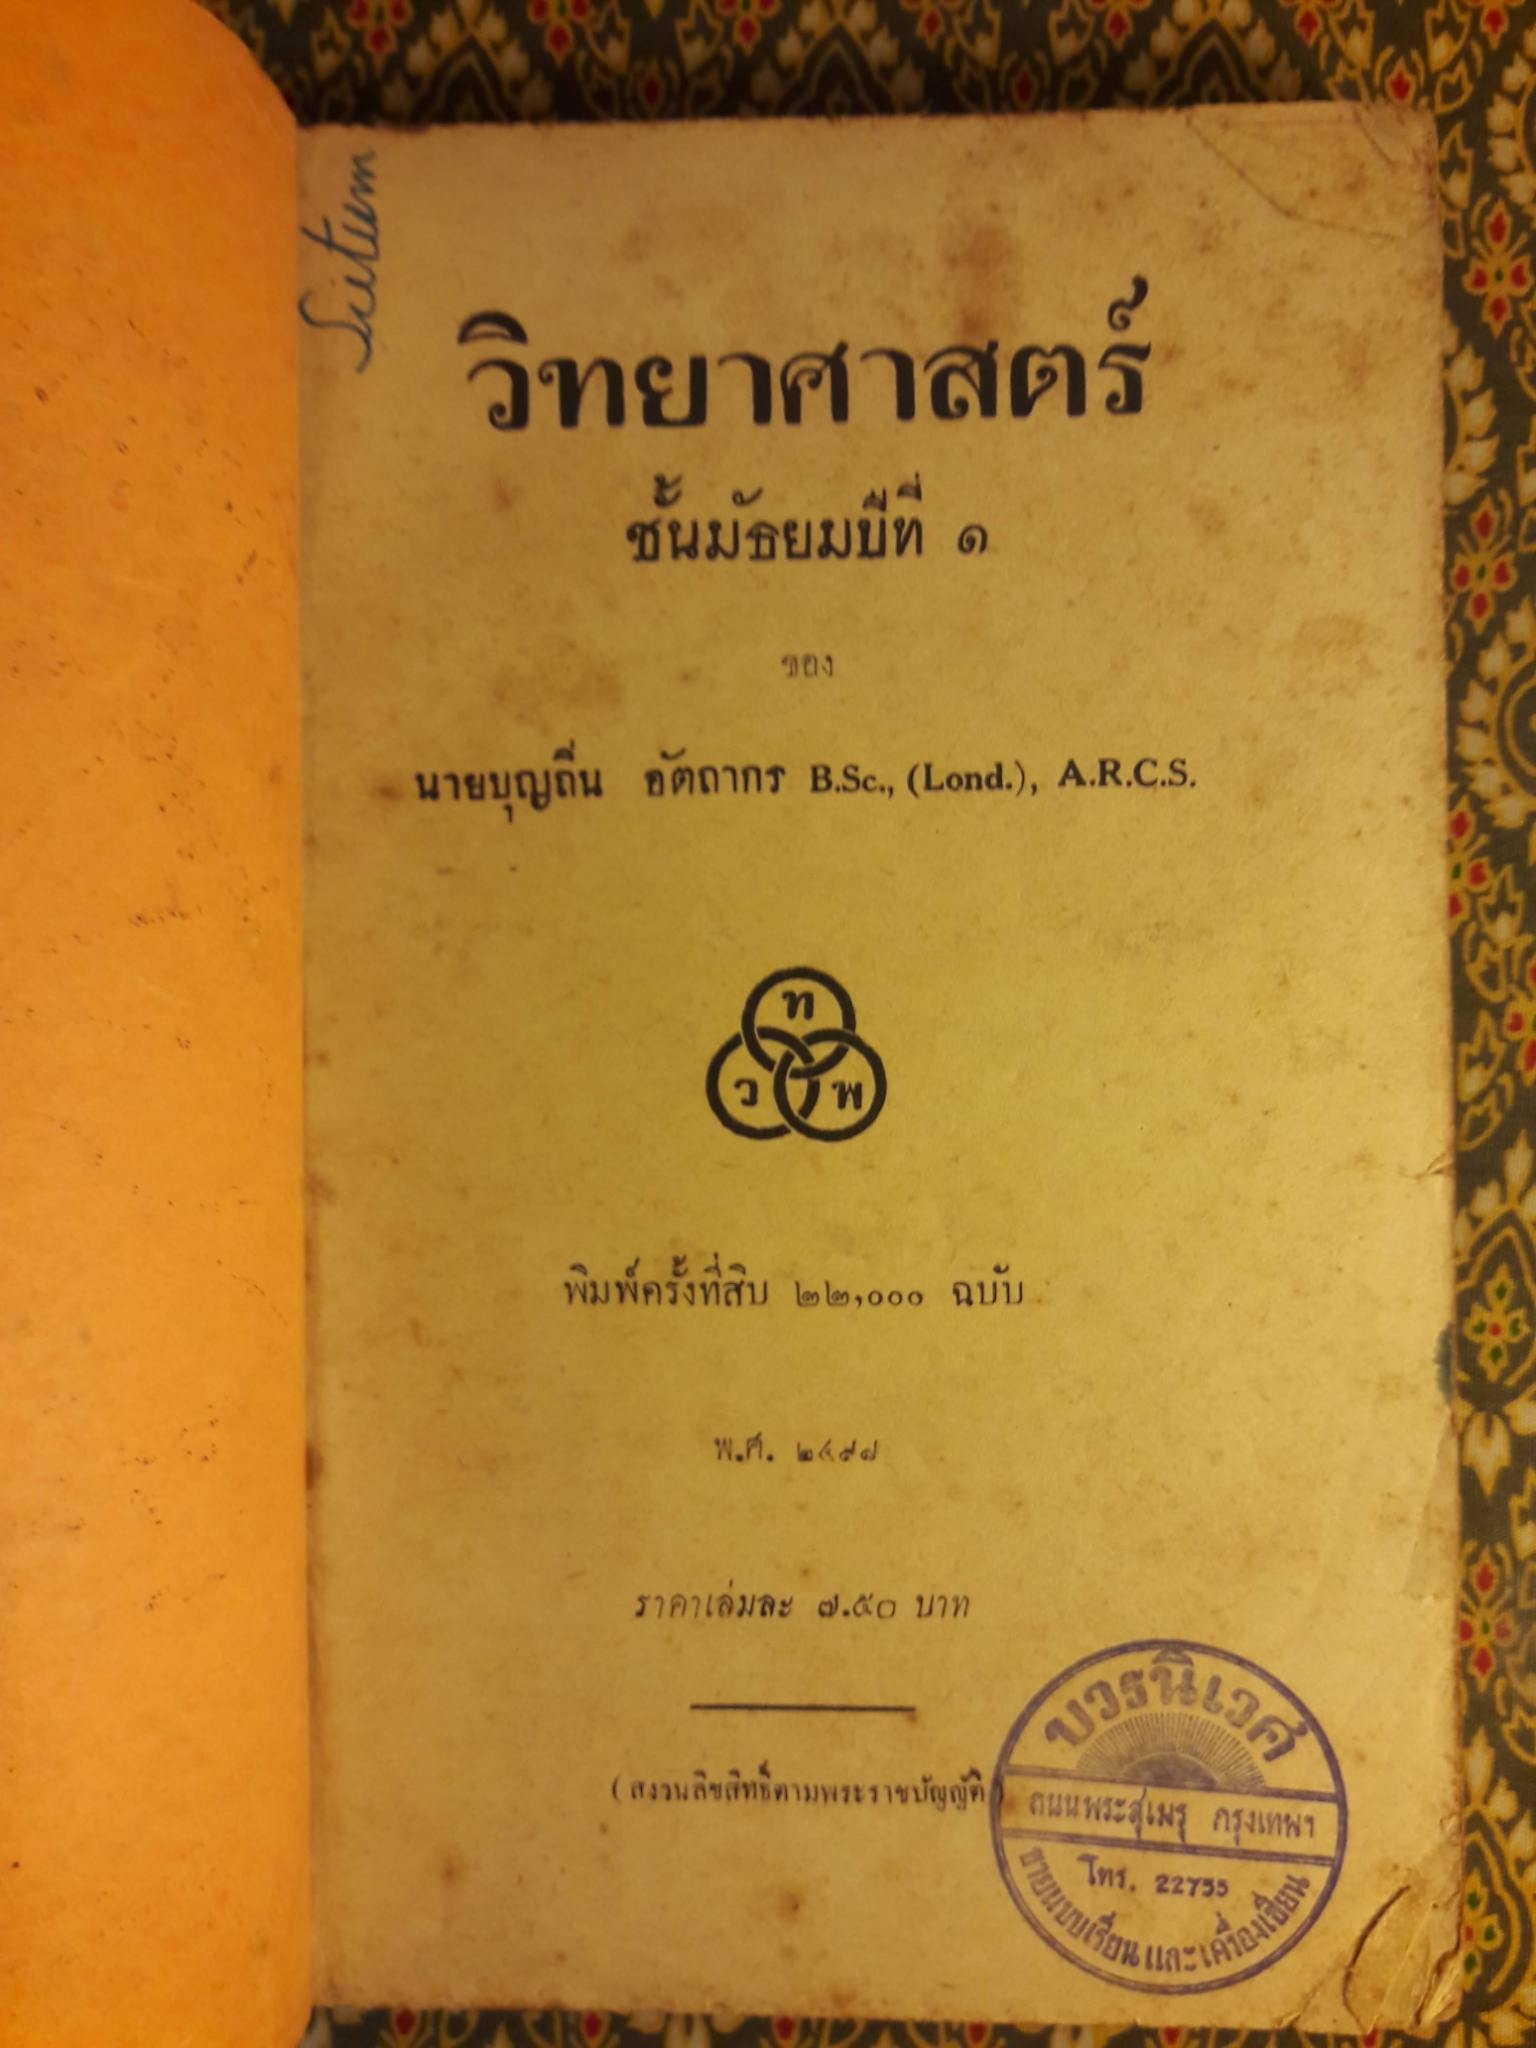 Situm
วิทยาศาสตร์
ชั้นมัธยมปีที่ ๑
ของ
นายบุญถิ่น อัตถากร B.Sc., (Lond.), A.R.C.S.
ท
ว พ
พิมพ์ครั้งที่สิบ ๒๒,๐๐๐ ฉบับ
พ.ศ. ๒๔๙๘
ราคาเล่มละ ๗.๕๐ บาท
(สงวนลิขสิทธิ์ตามพระราชบัญญัติ)
บวรนิเวศ
ถนนพระสุเมรุ กรุงเทพฯ
โทร. 22755
ขายแบบเรียนและเครื่องเขียน